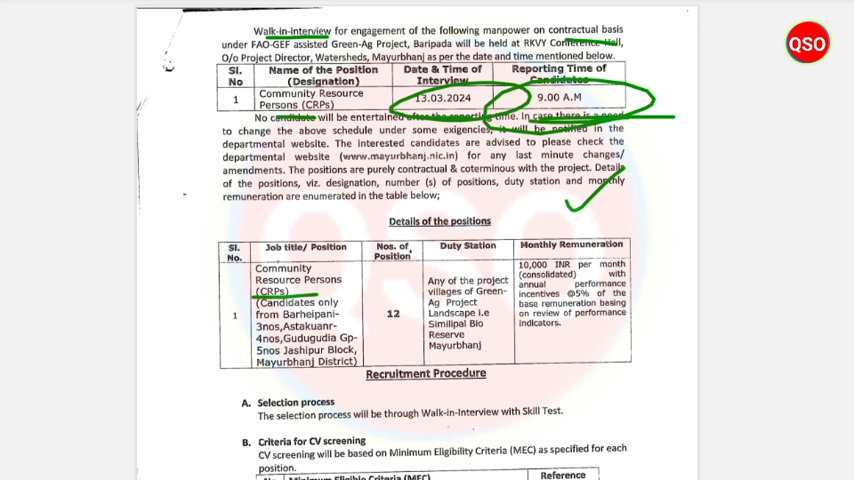 Walk-in-interview for engagement of the following manpower on contractual basis
under FAO-GEF assisted Green-Ag Project, Baripada will be held at RKVY Conference Hall,
O/o Project Director, Watersheds, Mayurbhanj as per the date and time mentioned below.
Sl. No Name of the Position (Designation) Date & Time of Interview Reporting Time of Candidates
1 Community Resource Persons (CRPs) 13.03.2024 9.00 A.M
No candidate will be entertained after the reporting time. In case there is a need
to change the above schedule under some exigencies, it will be notified in the
departmental website. The interested candidates are advised to please check the
departmental website (www.mayurbhanj.nic.in) for any last minute changes/
amendments. The positions are purely contractual & coterminous with the project. Details
of the positions, viz. designation, number (s) of positions, duty station and monthly
remuneration are enumerated in the table below;
Details of the positions
Sl. No. Job title/ Position Nos. of Position Duty Station Monthly Remuneration
1 Community Resource Persons (CRPs) (Candidates only from Barheipani-3nos,Astakuanr-4nos,Gudugudia Gp-5nos Jashipur Block, Mayurbhanj District) 12 Any of the project villages of Green-Ag Project Landscape i.e Similipal Bio Reserve Mayurbhanj 10,000 INR per month (consolidated) with annual performance incentives @5% of the base remuneration basing on review of performance indicators.
Recruitment Procedure
A. Selection process
The selection process will be through Walk-in-Interview with Skill Test.
B. Criteria for CV screening
CV screening will be based on Minimum Eligibility Criteria (MEC) as specified for each
position.
Minimum Eligible Criteria (MEC) Reference
QSO
QSO